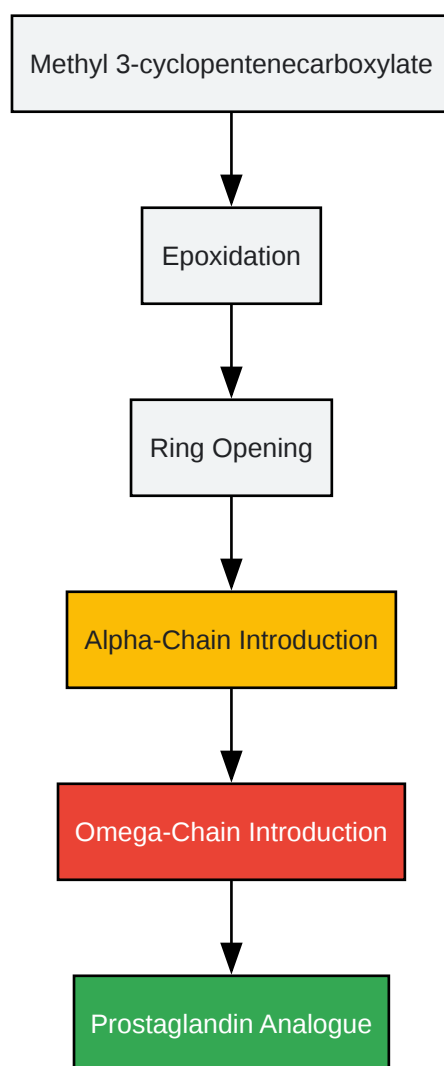 Methyl 3-cyclopentenecarboxylate
Epoxidation
Ring Opening
Alpha-Chain Introduction
Omega-Chain Introduction
Prostaglandin Analogue